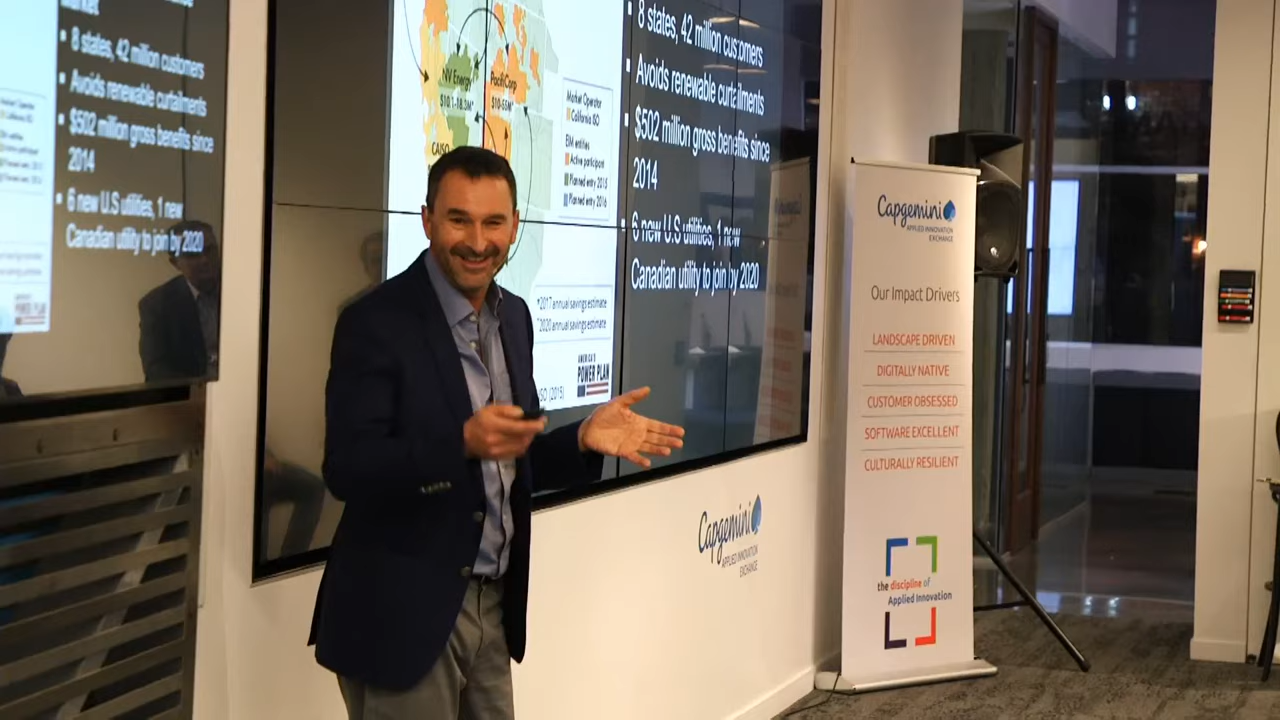 Market
8 states, 42 million customers
Avoids renewable curtailments
$502 million gross benefits since
2014
6 new U.S utilities, 1 new
Canadian utility to join by 2020
POWER PLAN
NV Energy
PacifiCorp
CAISO
Market Operator
California ISO
EIM entities
Active participant
Planned entry 2015
Planned entry 2016
*2017 annual savings estimate
2020 annual savings estimate
AMERICA'S
POWER PLAN
(2015)
8 states, 42 million customers
Avoids renewable curtailments
$502 million gross benefits since
2014
6 new U.S utilities, 1 new
Canadian utility to join by 2020
Capgemini
APPLIED INNOVATION
EXCHANGE
Capgemini
APPLIED INNOVATION
EXCHANGE
Our Impact Drivers
LANDSCAPE DRIVEN
DIGITALLY NATIVE
CUSTOMER OBSESSED
SOFTWARE EXCELLENT
CULTURALLY RESILIENT
the discipline of
Applied Innovation